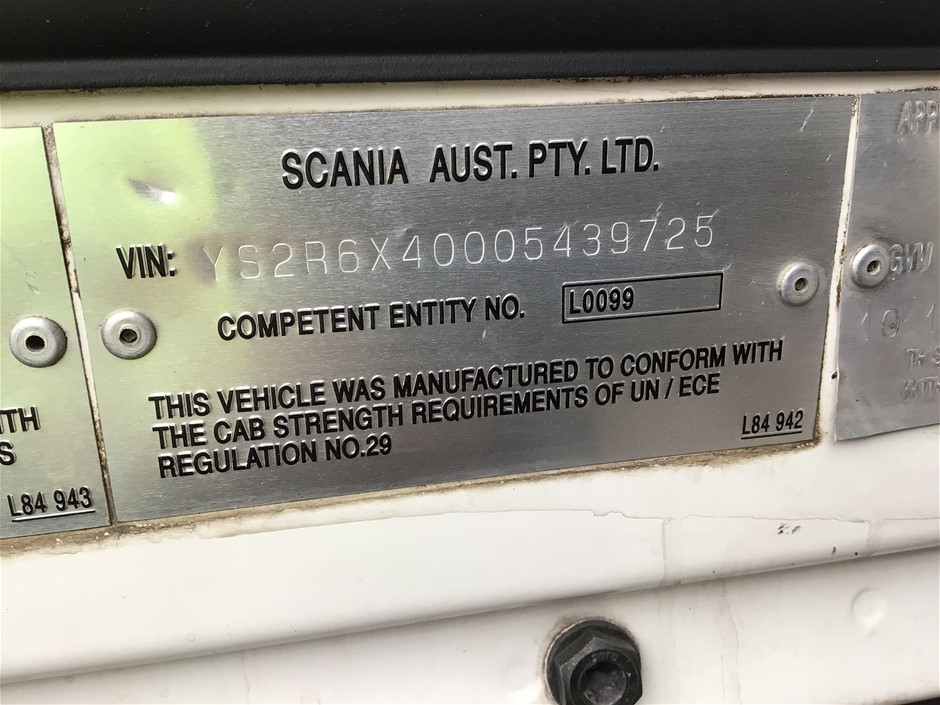 SCANIA AUST. PTY. LTD.
VIN: YS2R6X40005439725
COMPETENT ENTITY NO. L0099
THIS VEHICLE WAS MANUFACTURED TO CONFORM WITH
THE CAB STRENGTH REQUIREMENTS OF UN / ECE
REGULATION NO.29
L84 942
L84 943